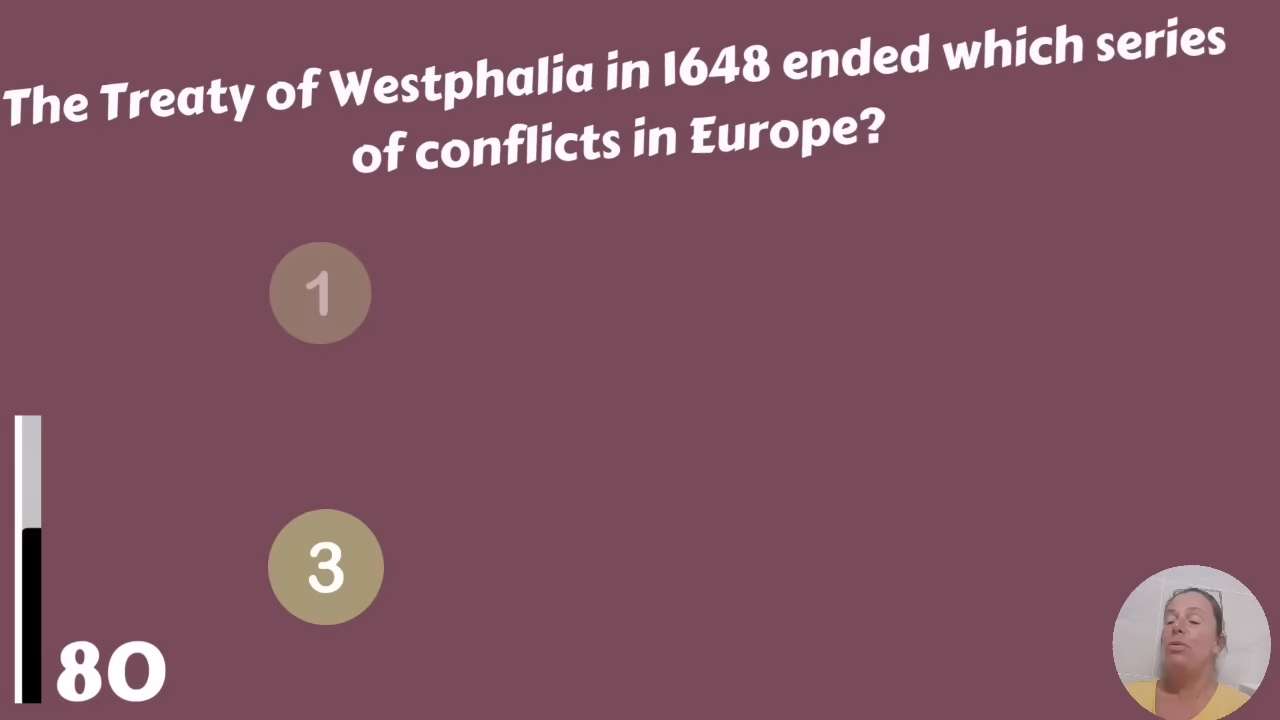 The Treaty of Westphalia in 1648 ended which series
of conflicts in Europe?
1
3
80